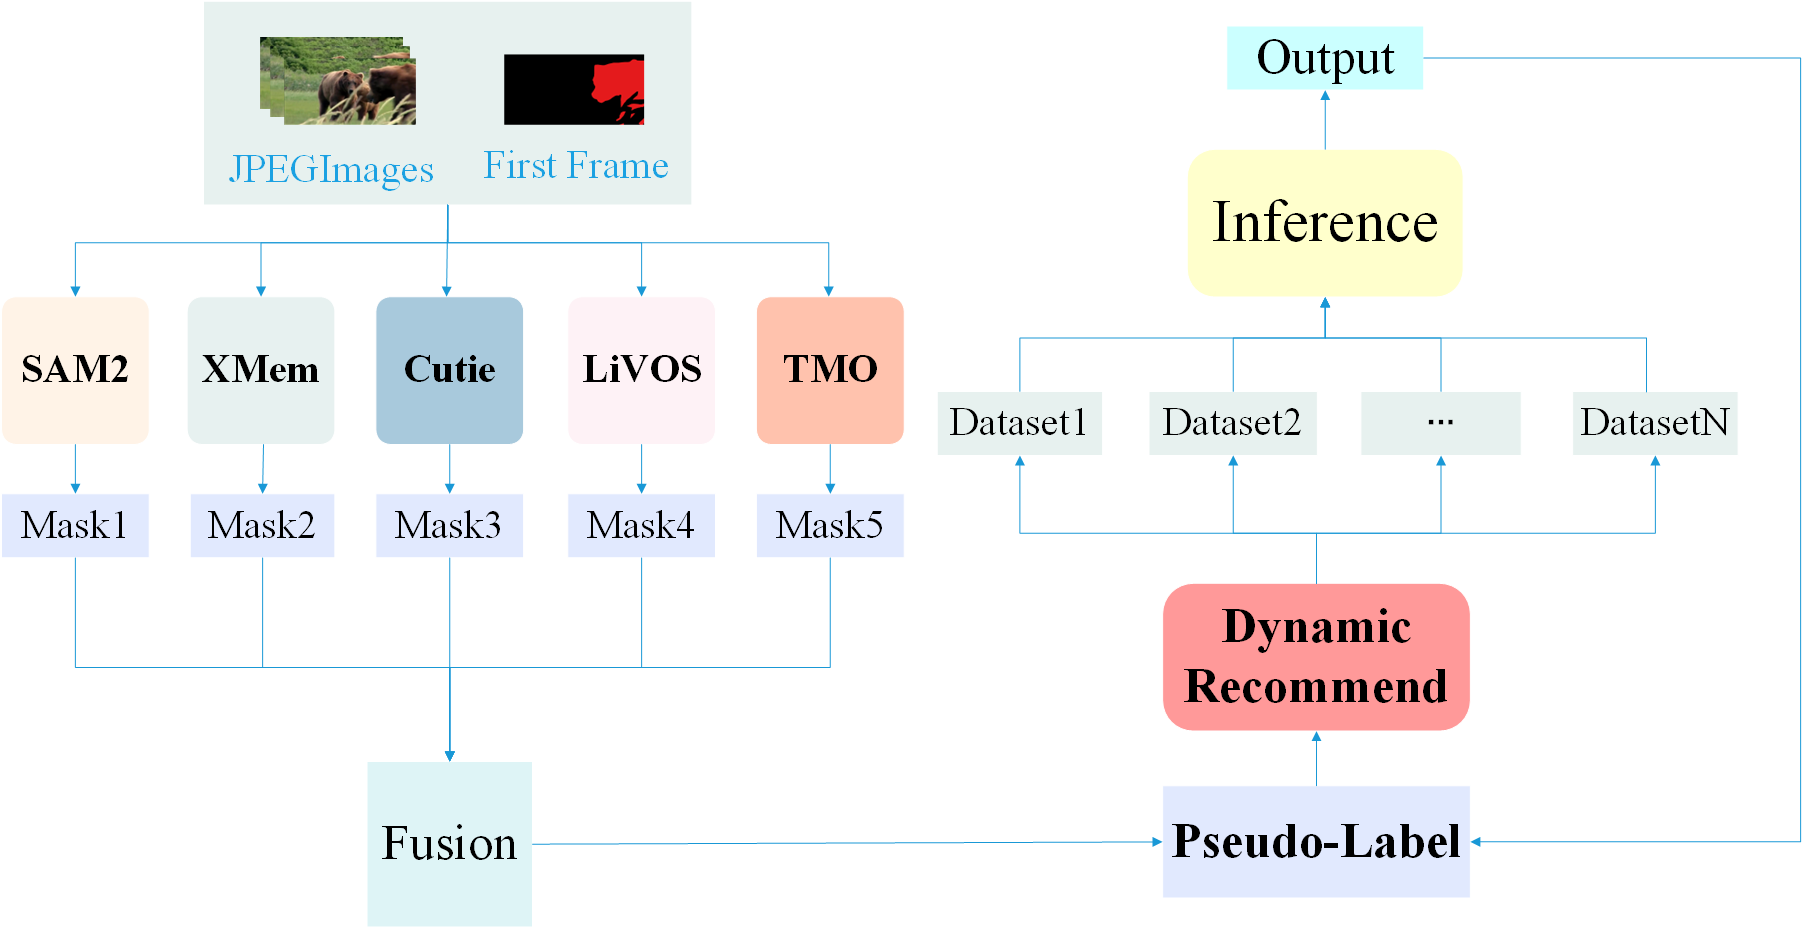 JPEGImages
First Frame
SAM2
XMem
Cutie
LiVOS
TMO
Mask1
Mask2
Mask3
Mask4
Mask5
Fusion
Output
Inference
Dataset1
Dataset2
...
DatasetN
Dynamic
Recommend
Pseudo-Label